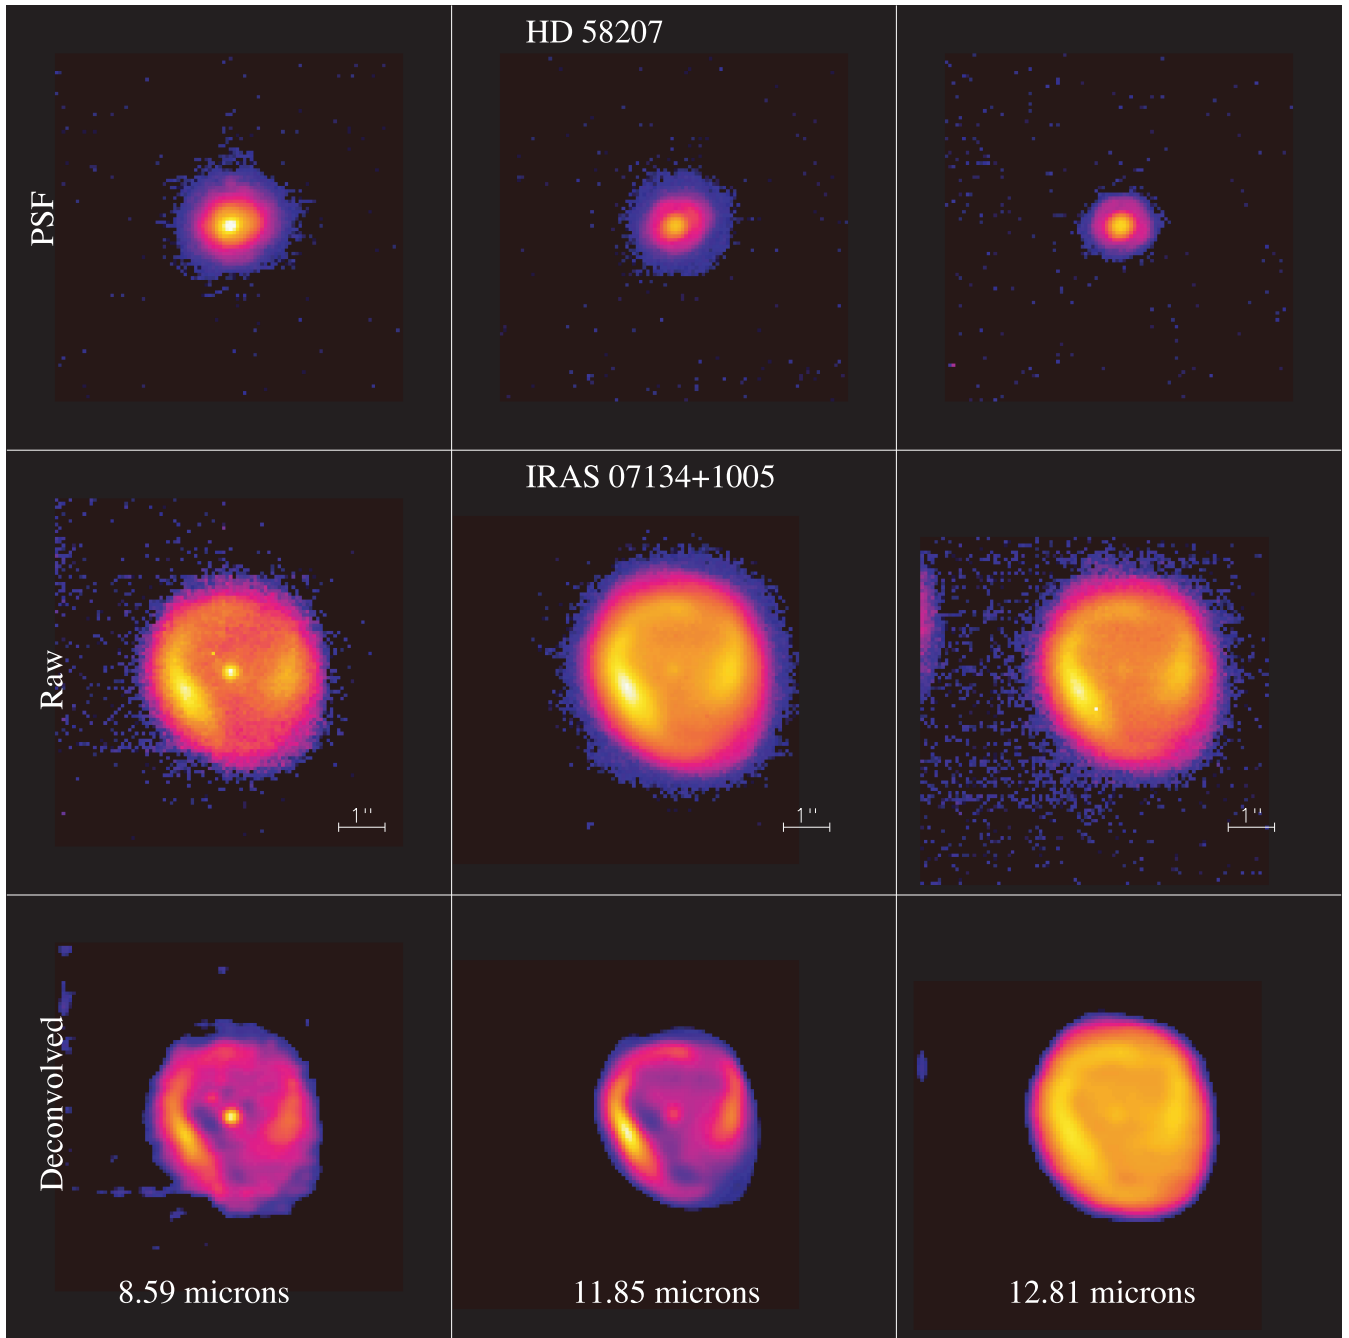 HD 58207
PSF
IRAS 07134+1005
Raw
1"
1"
1"
Deconvolved
8.59 microns
11.85 microns
12.81 microns